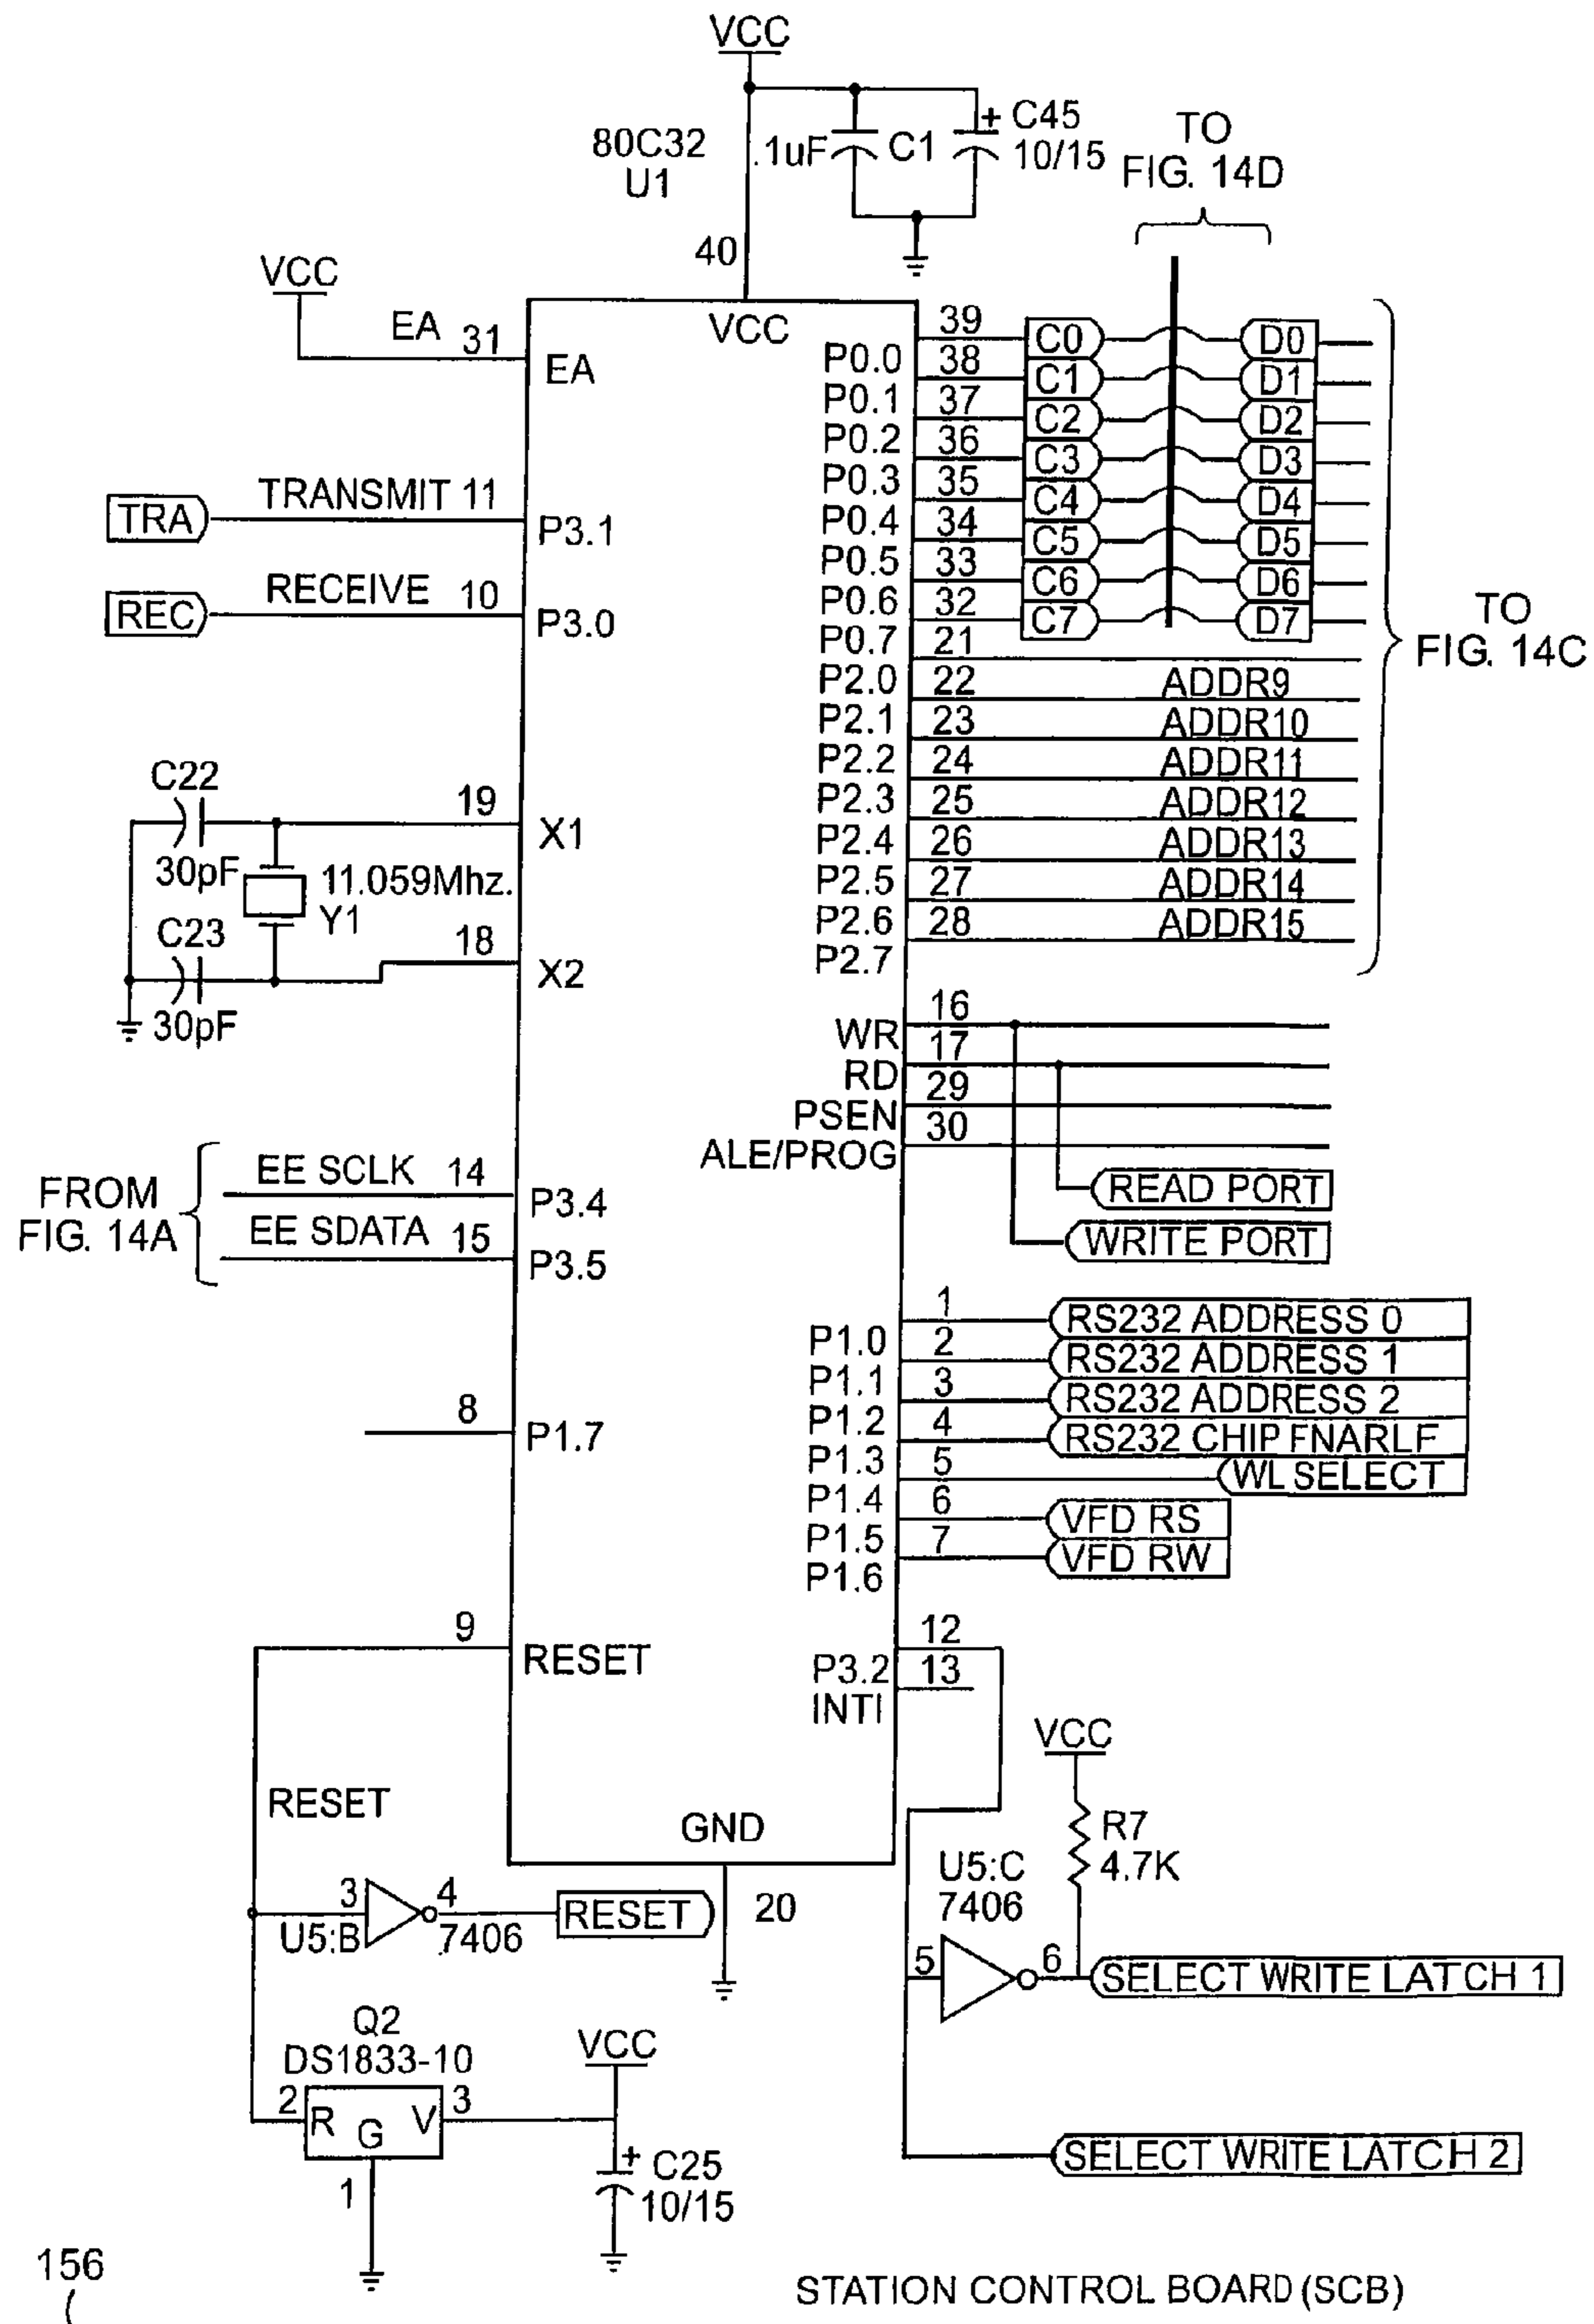 VCC
80C32
U1
.1uF
C1
+ C45
10/15
TO
FIG. 14D
40
VCC
VCC
EA 31
EA
TRA
TRANSMIT 11
P3.1
REC
RECEIVE 10
P3.0
C22
30pF
19
X1
11.059Mhz.
Y1
C23
30pF
18
X2
FROM
FIG. 14A
EE SCLK 14
P3.4
EE SDATA 15
P3.5
8
P1.7
9
RESET
39
P0.0
C0 D0
38
P0.1
C1 D1
37
P0.2
C2 D2
36
P0.3
C3 D3
35
P0.4
C4 D4
34
P0.5
C5 D5
33
P0.6
C6 D6
32
P0.7
C7 D7
TO
FIG. 14C
21
P2.0
22 ADDR9
P2.1
23 ADDR10
P2.2
24 ADDR11
P2.3
25 ADDR12
P2.4
26 ADDR13
P2.5
27 ADDR14
P2.6
28 ADDR15
P2.7
16
WR
17
RD
29
PSEN
30
ALE/PROG
READ PORT
WRITE PORT
1
P1.0
RS232 ADDRESS 0
2
P1.1
RS232 ADDRESS 1
3
P1.2
RS232 ADDRESS 2
4
P1.3
RS232 CHIP FNARLF
5
P1.4
WL SELECT
6
P1.5
VFD RS
7
P1.6
VFD RW
12
P3.2
13
INTI
RESET
GND
20
3
U5:B
4
7406
RESET
VCC
R7
4.7K
U5:C
7406
5
6
SELECT WRITE LATCH 1
SELECT WRITE LATCH 2
Q2
DS1833-10
2
R
G
V
3
1
VCC
+ C25
10/15
156
STATION CONTROL BOARD (SCB)